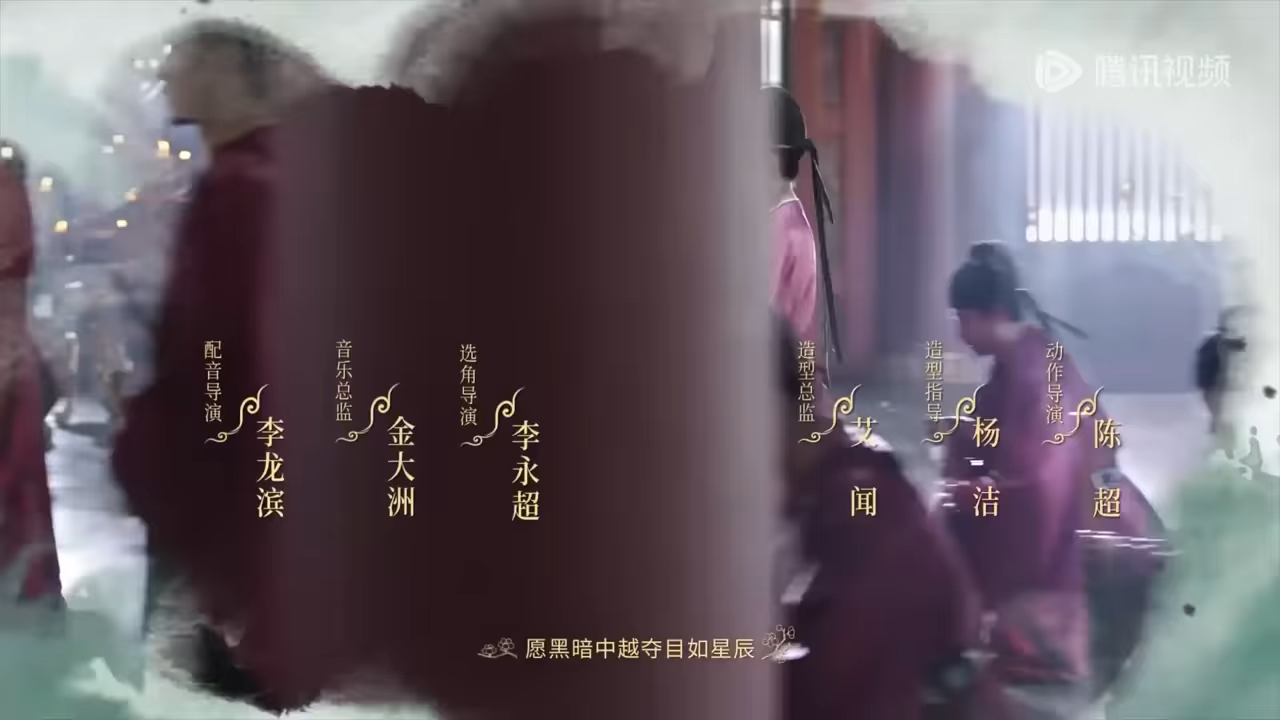 腾讯视频
配音导演
李龙滨
音乐总监
金大洲
选角导演
李永超
造型总监
艾闻
造型指导
杨洁
动作导演
陈超
愿黑暗中越夺目如星辰